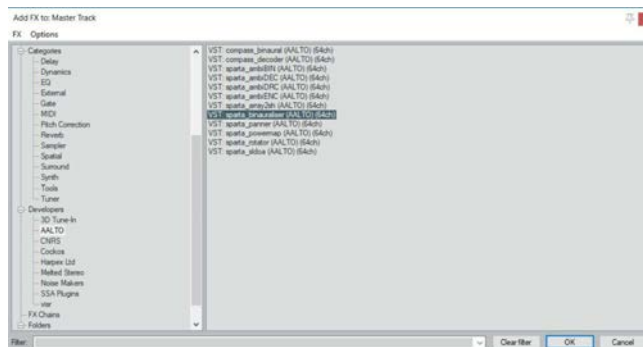 Add FX to: Master Track
FX Options
Categories
Delay
Dynamics
EQ
External
Gate
MIDI
Pitch Correction
Reverb
Sampler
Spatial
Surround
Synth
Tools
Tuner
Developers
3D Tune-In
AALTO
CNRS
Cockos
Harpex Ltd
Melted Stereo
Noise Makers
SSA Plugins
vier
FX Chains
Folders
VST: compass_binaural (AALTO) (64ch)
VST: compass_decoder (AALTO) (64ch)
VST: sparta_ambiBIN (AALTO) (64ch)
VST: sparta_ambiDEC (AALTO) (64ch)
VST: sparta_ambiDRC (AALTO) (64ch)
VST: sparta_ambiENC (AALTO) (64ch)
VST: sparta_array2sh (AALTO) (64ch)
VST: sparta_binauraliser (AALTO) (64ch)
VST: sparta_panner (AALTO) (64ch)
VST: sparta_powermap (AALTO) (64ch)
VST: sparta_rotator (AALTO) (64ch)
VST: sparta_sldoa (AALTO) (64ch)
Filter: Clear filter OK Cancel